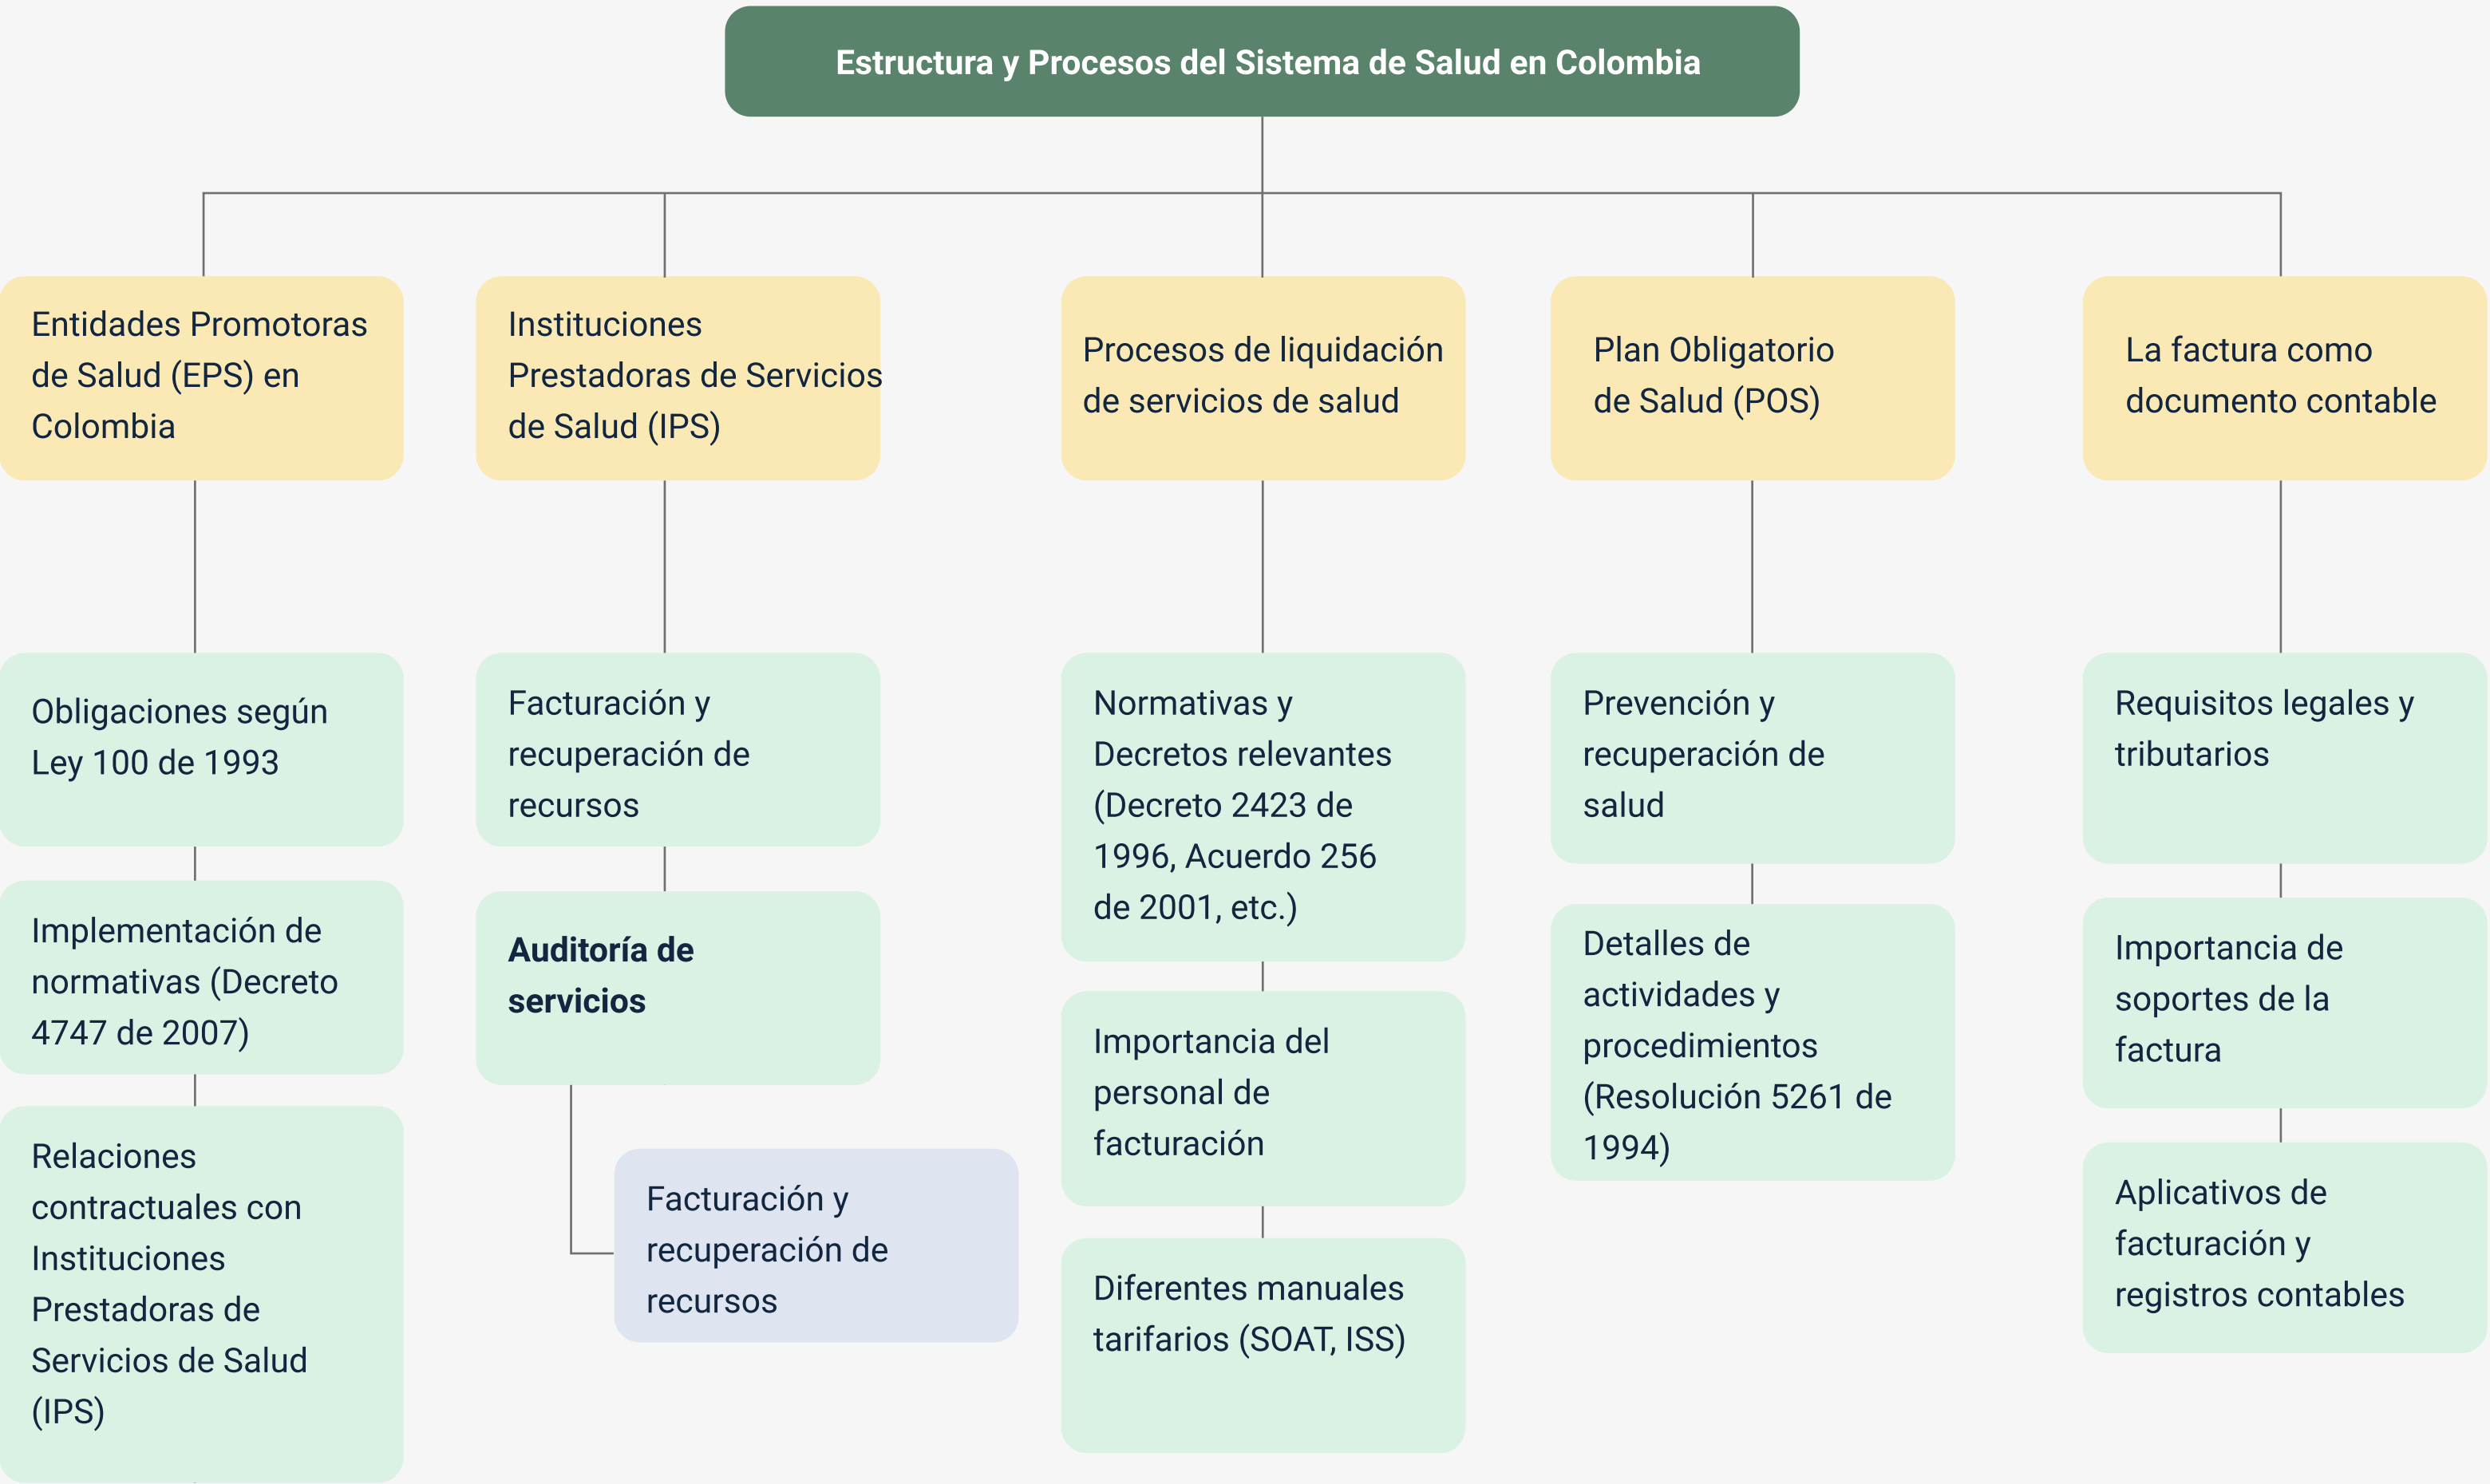 Estructura y Procesos del Sistema de Salud en Colombia
Entidades Promotoras
de Salud (EPS) en
Colombia
Instituciones
Prestadoras de Servicios
de Salud (IPS)
Procesos de liquidación
de servicios de salud
Plan Obligatorio
de Salud (POS)
La factura como
documento contable
Obligaciones según
Ley 100 de 1993
Implementación de
normativas (Decreto
4747 de 2007)
Relaciones
contractuales con
Instituciones
Prestadoras de
Servicios de Salud
(IPS)
Facturación y
recuperación de
recursos
Auditoría de
servicios
Facturación y
recuperación de
recursos
Normativas y
Decretos relevantes
(Decreto 2423 de
1996, Acuerdo 256
de 2001, etc.)
Importancia del
personal de
facturación
Diferentes manuales
tarifarios (SOAT, ISS)
Prevención y
recuperación de
salud
Detalles de
actividades y
procedimientos
(Resolución 5261 de
1994)
Requisitos legales y
tributarios
Importancia de
soportes de la
factura
Aplicativos de
facturación y
registros contables